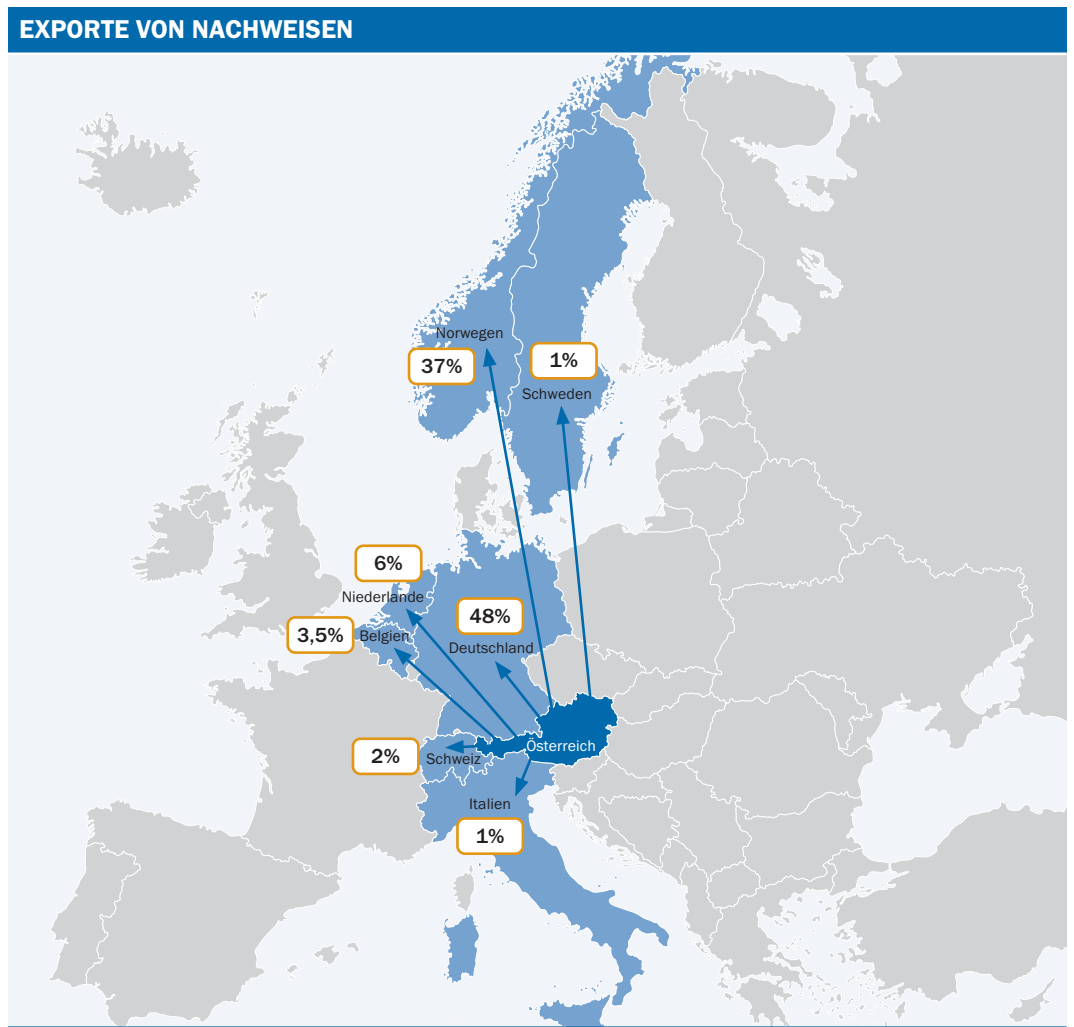 EXPORTE VON NACHWEISEN
Norwegen
37%
1%
Schweden
6%
Niederlande
48%
3,5%
Belgien
Deutschland
Österreich
2%
Schweiz
Italien
1%